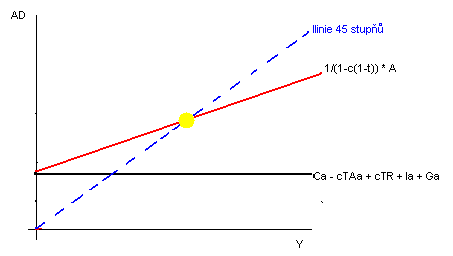 AD
llinie 45 stupňů
1/(1-c(1-t)) * A
Ca - cTAa + cTR + Ia + Ga
Y